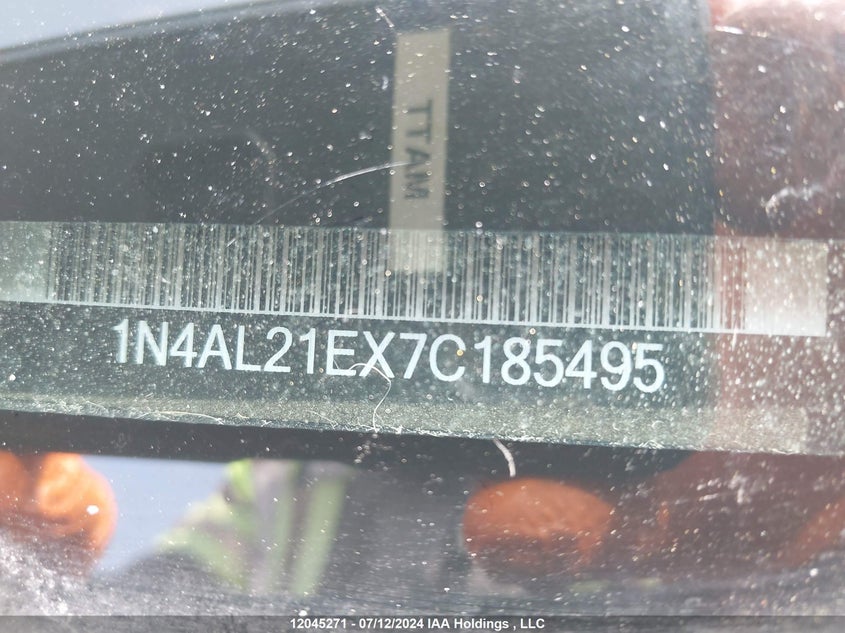 TTAM
1N4AL21EX7C185495
12045271 - 07/12/2024 IAA Holdings , LLC